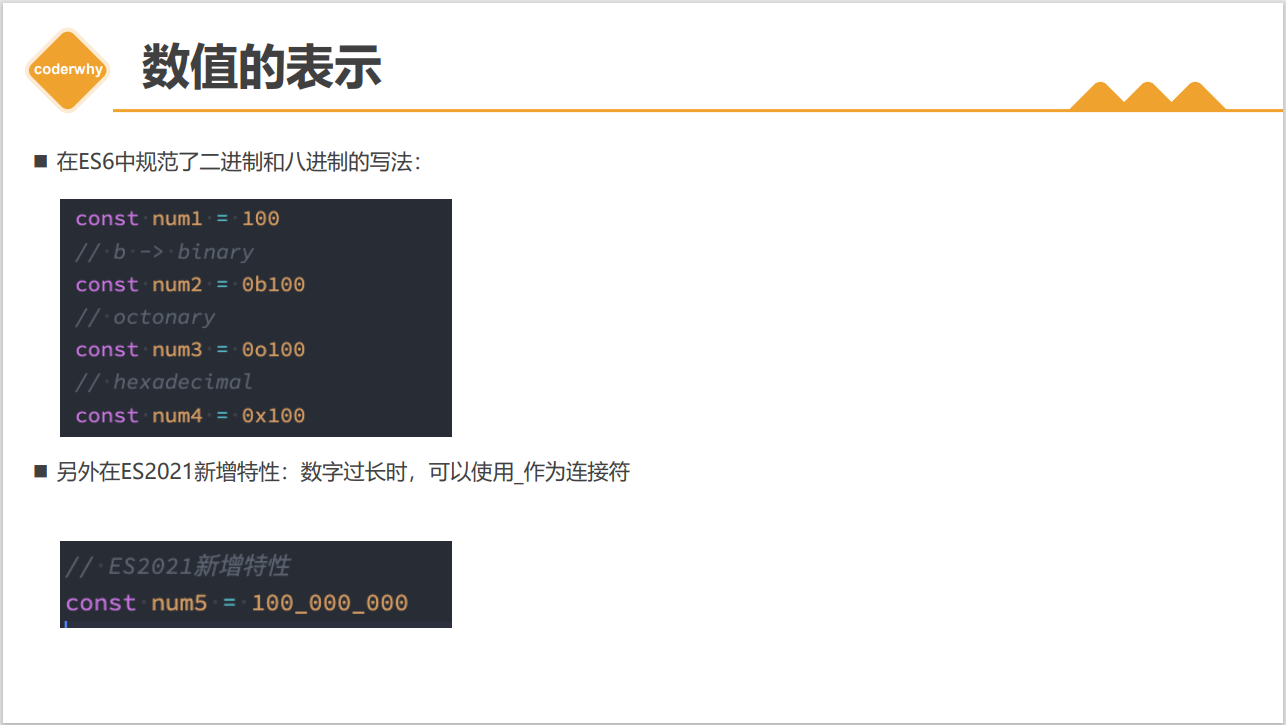 coderwhy
数值的表示
■ 在ES6中规范了二进制和八进制的写法：
const num1 = 100
// b -> binary
const num2 = 0b100
// octonary
const num3 = 0o100
// hexadecimal
const num4 = 0x100
■ 另外在ES2021新增特性：数字过长时，可以使用_作为连接符
// ES2021新增特性
const num5 = 100_000_000